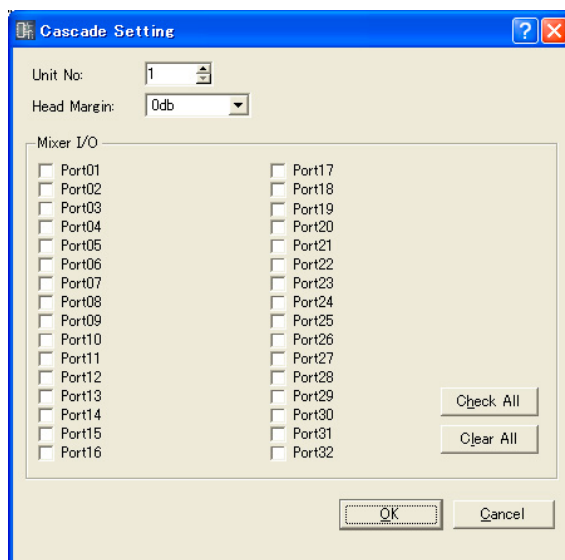 Cascade Setting
Unit No: 1
Head Margin: 0db
Mixer I/O
Port01
Port02
Port03
Port04
Port05
Port06
Port07
Port08
Port09
Port10
Port11
Port12
Port13
Port14
Port15
Port16
Port17
Port18
Port19
Port20
Port21
Port22
Port23
Port24
Port25
Port26
Port27
Port28
Port29
Port30
Port31
Port32
Check All
Clear All
OK
Cancel